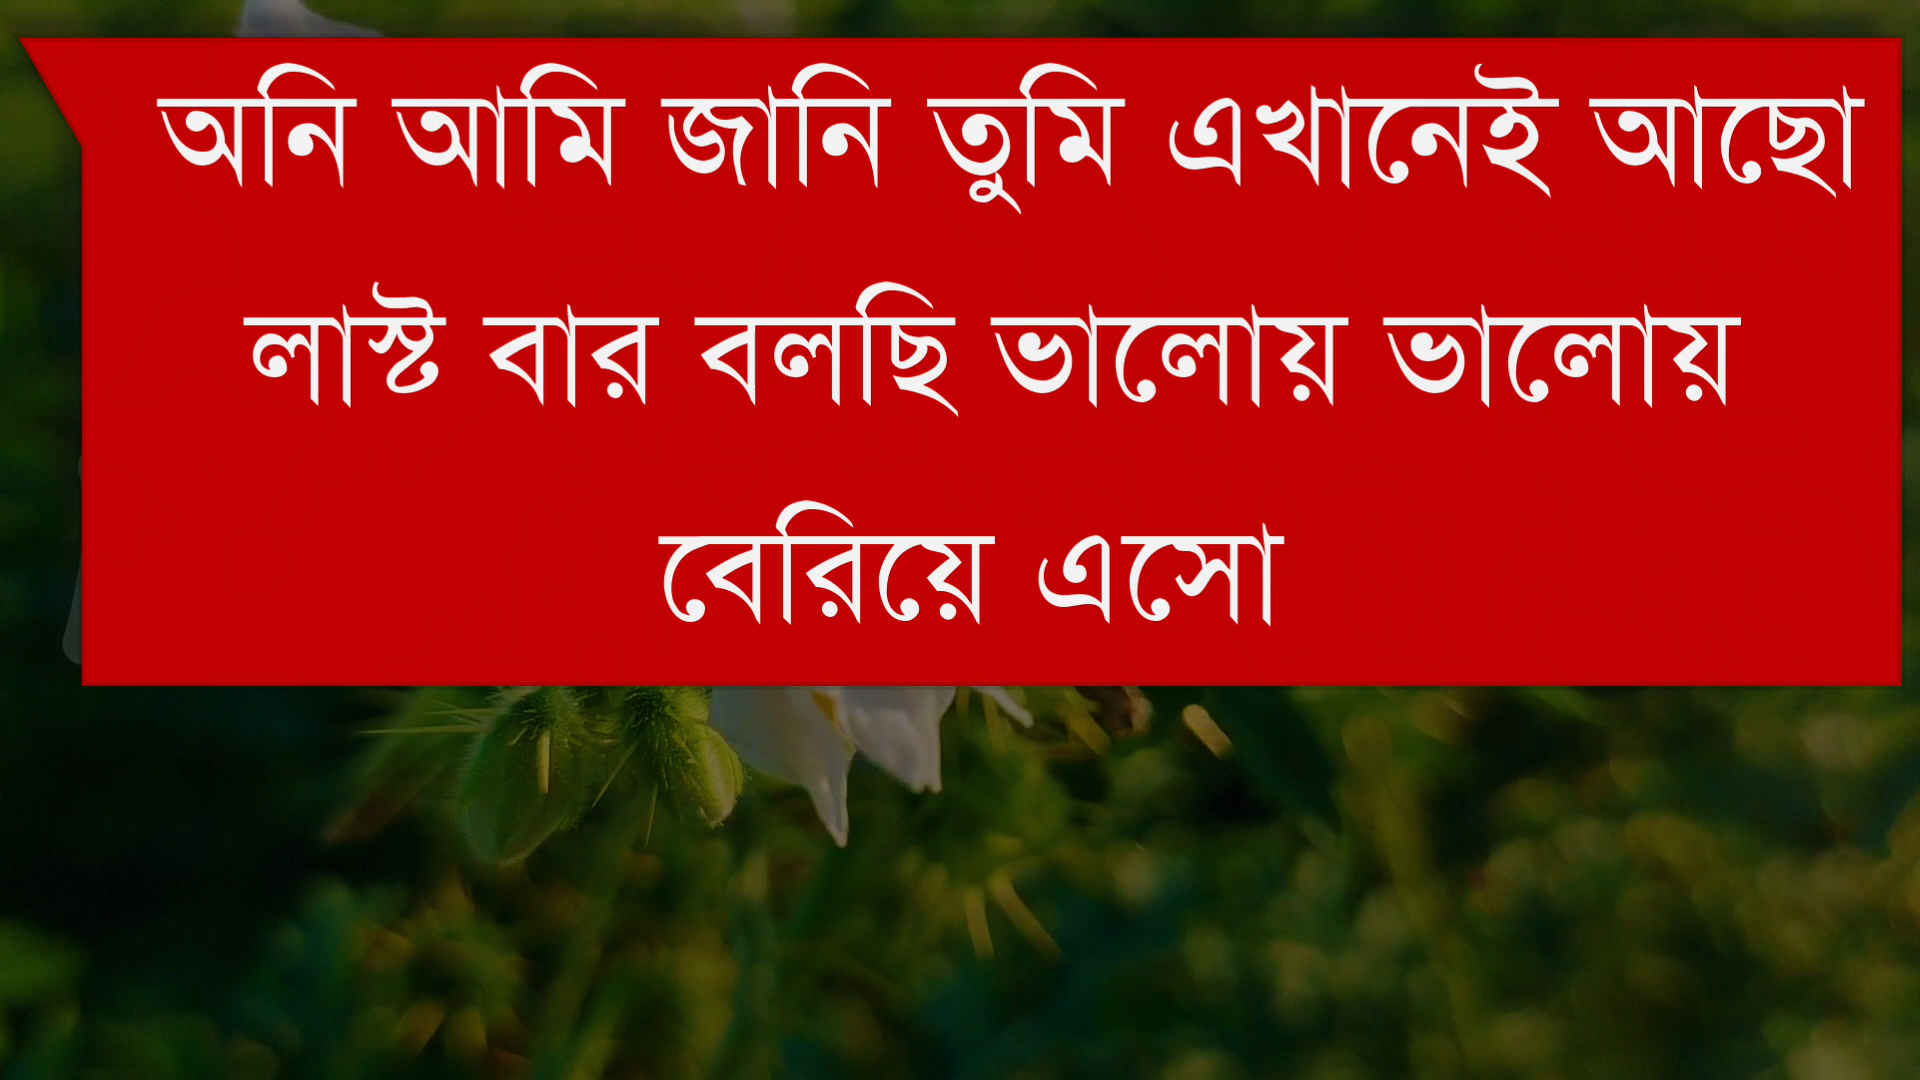 অনি আমি জানি তুমি এখানেই আছো
লাস্ট বার বলছি ভালোয় ভালোয়
বেরিয়ে এসো